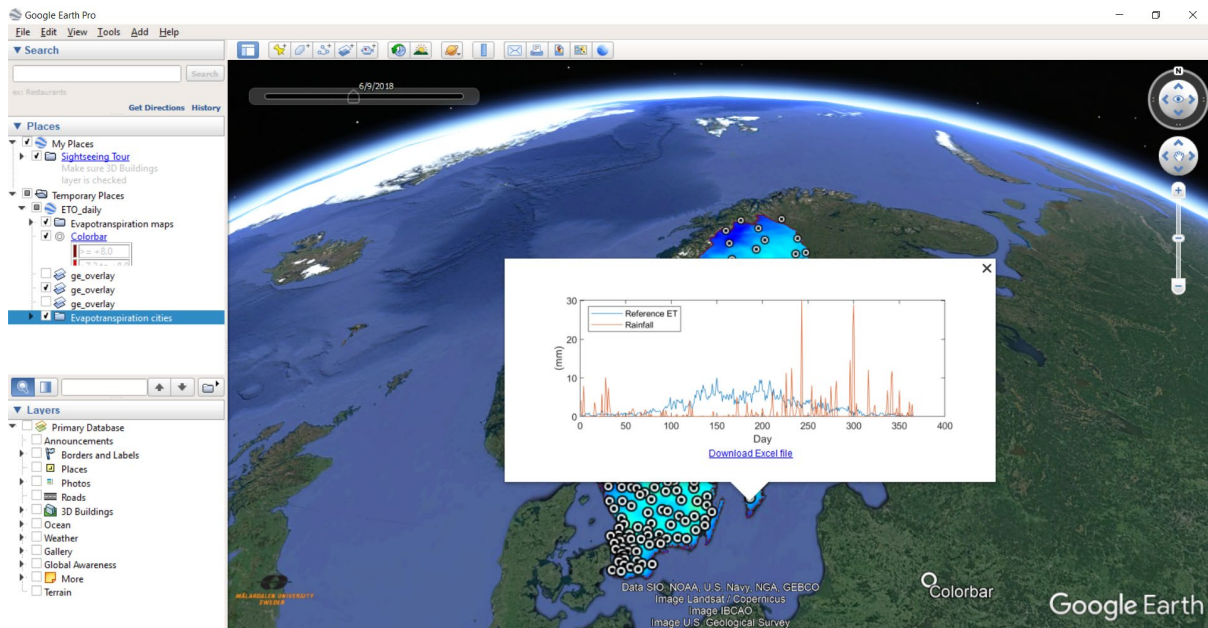 Google Earth Pro
File Edit View Tools Add Help
Search
Search
ex: Restaurants
Get Directions History
Places
My Places
Sightseeing Tour
Make sure 3D Buildings
layer is checked
Temporary Places
ETO_daily
Evapotranspiration maps
Colorbar
>= +8.0
ge_overlay
ge_overlay
ge_overlay
Evapotranspiration cities
Layers
Primary Database
Announcements
Borders and Labels
Places
Photos
Roads
3D Buildings
Ocean
Weather
Gallery
Global Awareness
More
Terrain
6/9/2018
N
30
20
10
0
(mm)
Reference ET
Rainfall
0 50 100 150 200 250 300 350 400
Day
Download Excel file
MÄLARDALEN UNIVERSITY
SWEDEN
Data SIO, NOAA, U.S. Navy, NGA, GEBCO
Image Landsat / Copernicus
Image IBCAO
Image U.S. Geological Survey
Colorbar
Google Earth